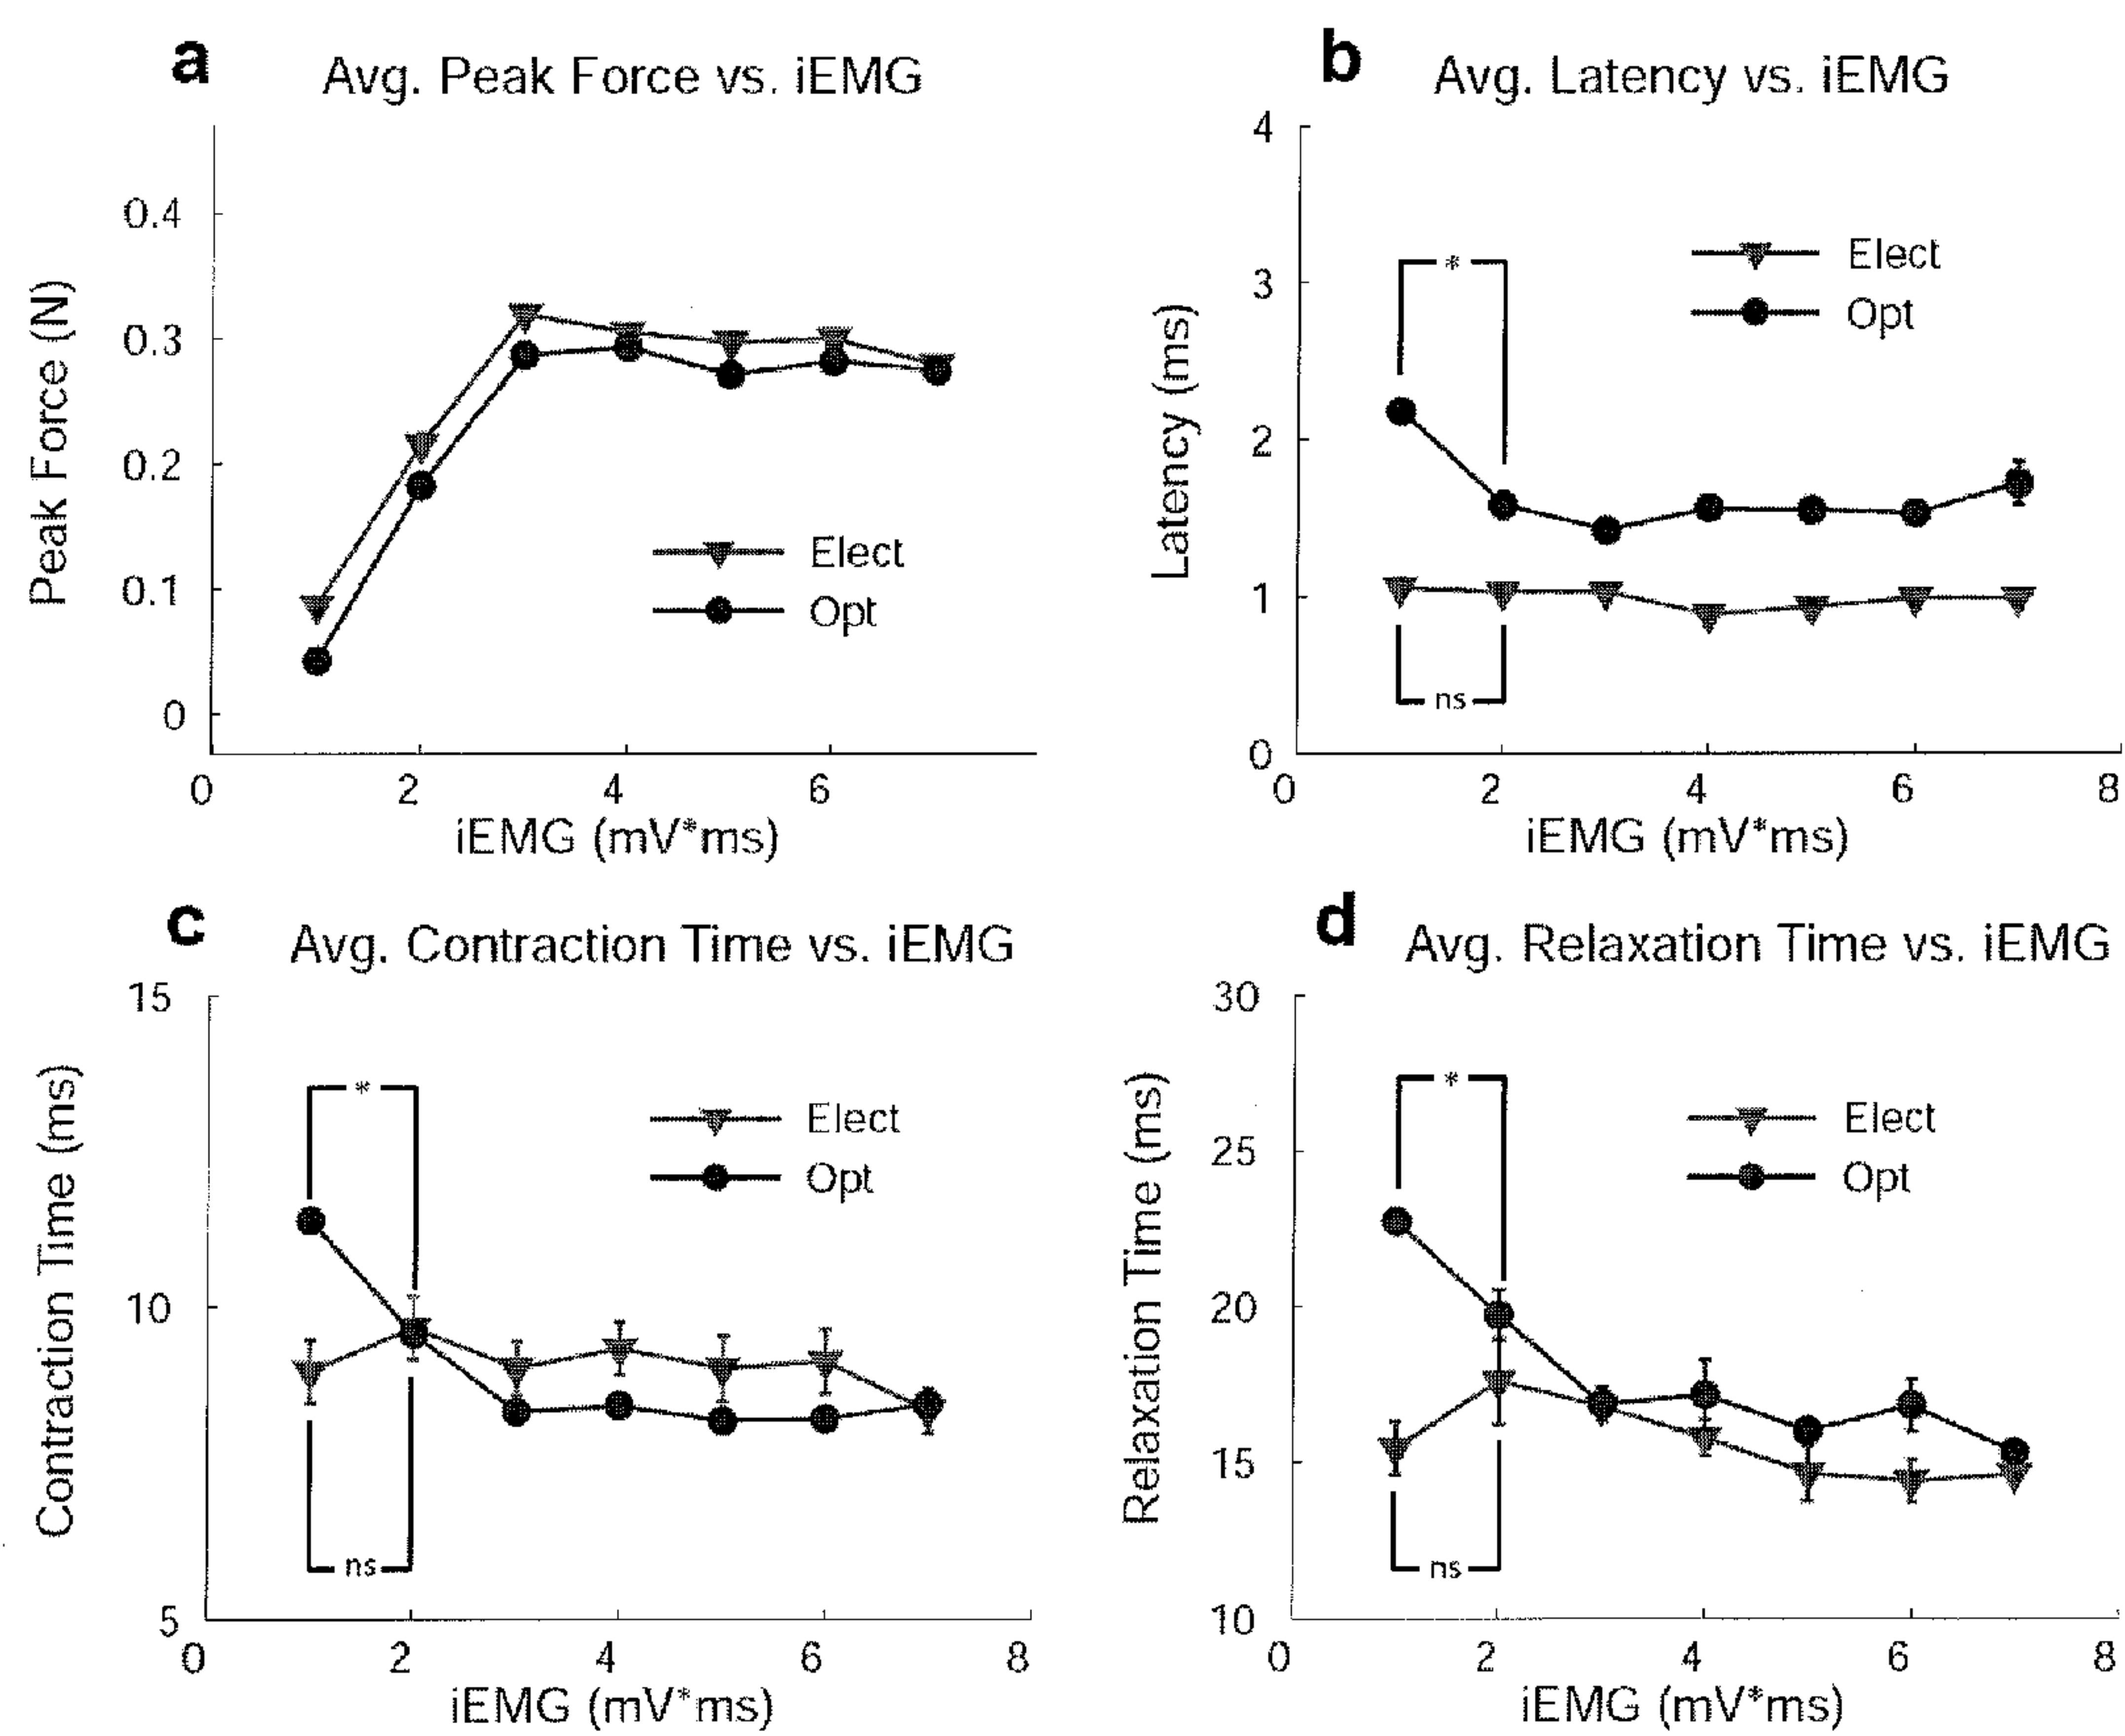 a
Avg. Peak Force vs. iEMG
Peak Force (N)
0.4
0.3
0.2
0.1
0
Elect
Opt
0 2 4 6
iEMG (mV*ms)
b
Avg. Latency vs. iEMG
Latency (ms)
4
3
2
1
0
*
Elect
Opt
ns
0 2 4 6 8
iEMG (mV*ms)
c
Avg. Contraction Time vs. iEMG
Contraction Time (ms)
15
10
5
*
Elect
Opt
ns
0 2 4 6 8
iEMG (mV*ms)
d
Avg. Relaxation Time vs. iEMG
Relaxation Time (ms)
30
25
20
15
10
*
Elect
Opt
ns
0 2 4 6 8
iEMG (mV*ms)